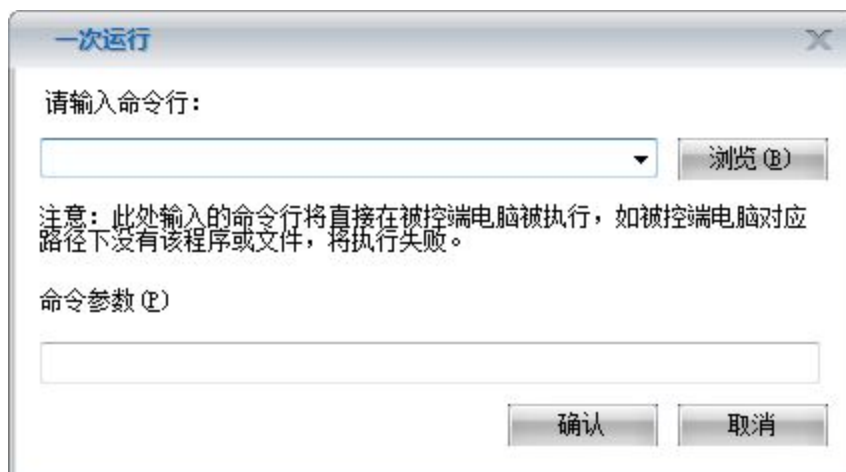 一次运行
请输入命令行：
浏览(B)
注意：此处输入的命令行将直接在被控端电脑被执行，如被控端电脑对应
路径下没有该程序或文件，将执行失败。
命令参数(P)
确认 取消